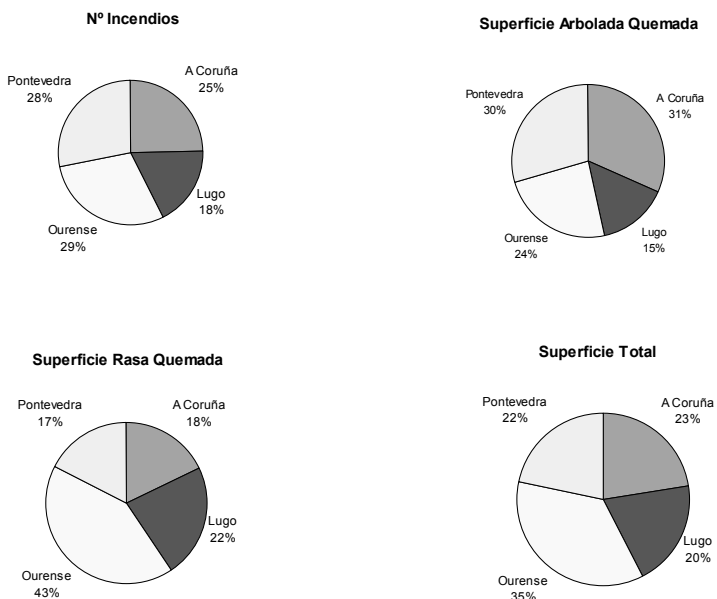 Nº Incendios
Pontevedra
28%
A Coruña
25%
Lugo
18%
Ourense
29%
Superficie Arbolada Quemada
Pontevedra
30%
A Coruña
31%
Ourense
24%
Lugo
15%
Superficie Rasa Quemada
Pontevedra
17%
A Coruña
18%
Lugo
22%
Ourense
43%
Superficie Total
Pontevedra
22%
A Coruña
23%
Lugo
20%
Ourense
35%